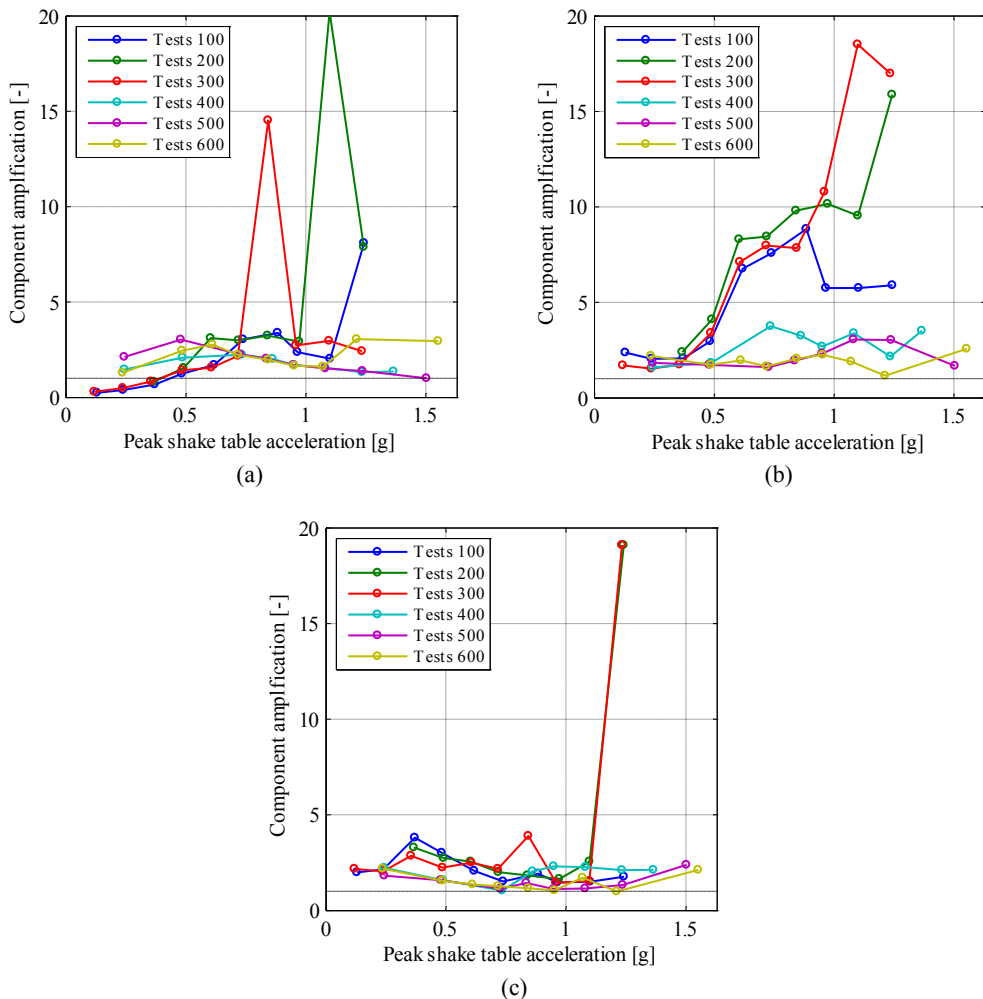 20
15
10
5
0
Component amplfication [-]
Tests 100
Tests 200
Tests 300
Tests 400
Tests 500
Tests 600
0 0.5 1 1.5
Peak shake table acceleration [g]
(a)
20
15
10
5
0
Component amplfication [-]
Tests 100
Tests 200
Tests 300
Tests 400
Tests 500
Tests 600
0 0.5 1 1.5
Peak shake table acceleration [g]
(b)
20
15
10
5
0
Component amplfication [-]
Tests 100
Tests 200
Tests 300
Tests 400
Tests 500
Tests 600
0 0.5 1 1.5
Peak shake table acceleration [g]
(c)